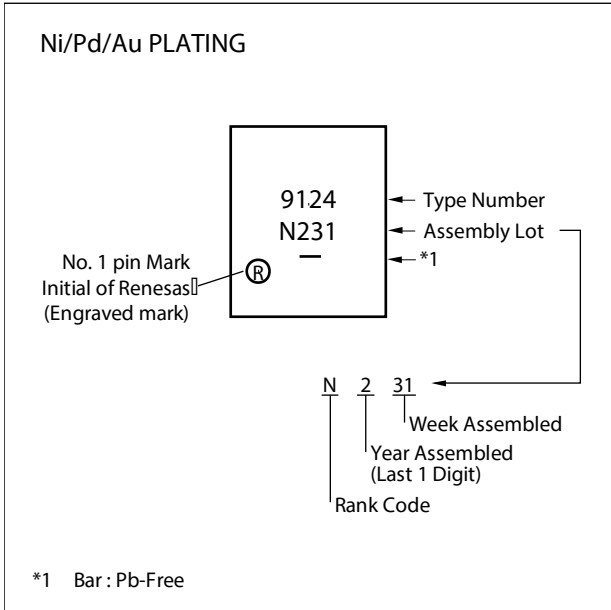 Ni/Pd/Au PLATING
9124
N231
Type Number
Assembly Lot
*1
No. 1 pin Mark
Initial of Renesas▯
(Engraved mark)
R
N 2 31
Week Assembled
Year Assembled
(Last 1 Digit)
Rank Code
*1 Bar : Pb-Free